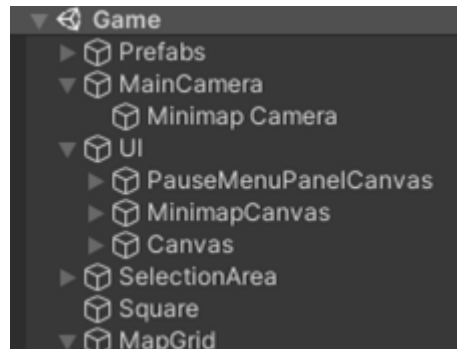 Game
Prefabs
MainCamera
Minimap Camera
UI
PauseMenuPanelCanvas
MinimapCanvas
Canvas
SelectionArea
Square
MapGrid